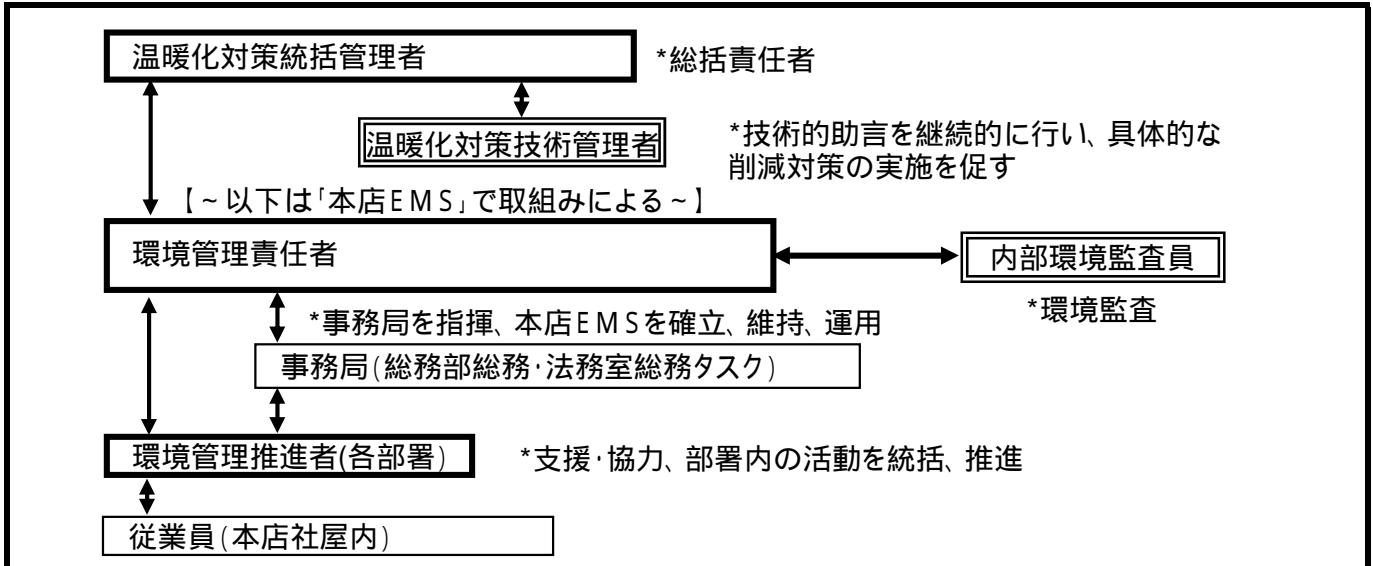 温暖化対策統括管理者
*総括責任者
温暖化対策技術管理者
*技術的助言を継続的に行い、具体的な
削減対策の実施を促す
【~以下は「本店EMS」で取組みによる~】
環境管理責任者
内部環境監査員
*環境監査
*事務局を指揮、本店EMSを確立、維持、運用
事務局(総務部総務・法務室総務タスク)
環境管理推進者(各部署)
*支援・協力、部署内の活動を統括、推進
従業員(本店社屋内)